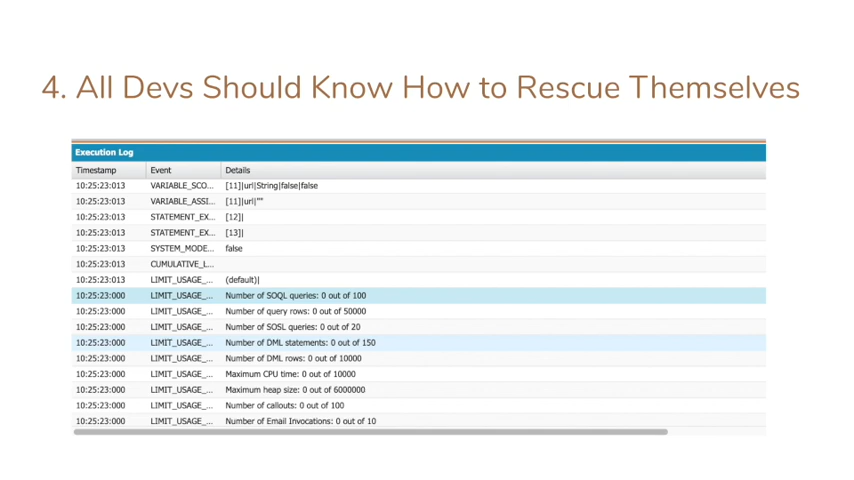 4. All Devs Should Know How to Rescue Themselves
Execution Log
Timestamp Event Details
10:25:23:013 VARIABLE_SCO... [11]|url|String|false|false
10:25:23:013 VARIABLE_ASSI... [11]|url|""
10:25:23:013 STATEMENT_EX... [12]|
10:25:23:013 STATEMENT_EX... [13]|
10:25:23:013 SYSTEM_MODE... false
10:25:23:013 CUMULATIVE_L...
10:25:23:013 LIMIT_USAGE_... (default)|
10:25:23:000 LIMIT_USAGE_... Number of SOQL queries: 0 out of 100
10:25:23:000 LIMIT_USAGE_... Number of query rows: 0 out of 50000
10:25:23:000 LIMIT_USAGE_... Number of SOSL queries: 0 out of 20
10:25:23:000 LIMIT_USAGE_... Number of DML statements: 0 out of 150
10:25:23:000 LIMIT_USAGE_... Number of DML rows: 0 out of 10000
10:25:23:000 LIMIT_USAGE_... Maximum CPU time: 0 out of 10000
10:25:23:000 LIMIT_USAGE_... Maximum heap size: 0 out of 6000000
10:25:23:000 LIMIT_USAGE_... Number of callouts: 0 out of 100
10:25:23:000 LIMIT_USAGE_... Number of Email Invocations: 0 out of 10